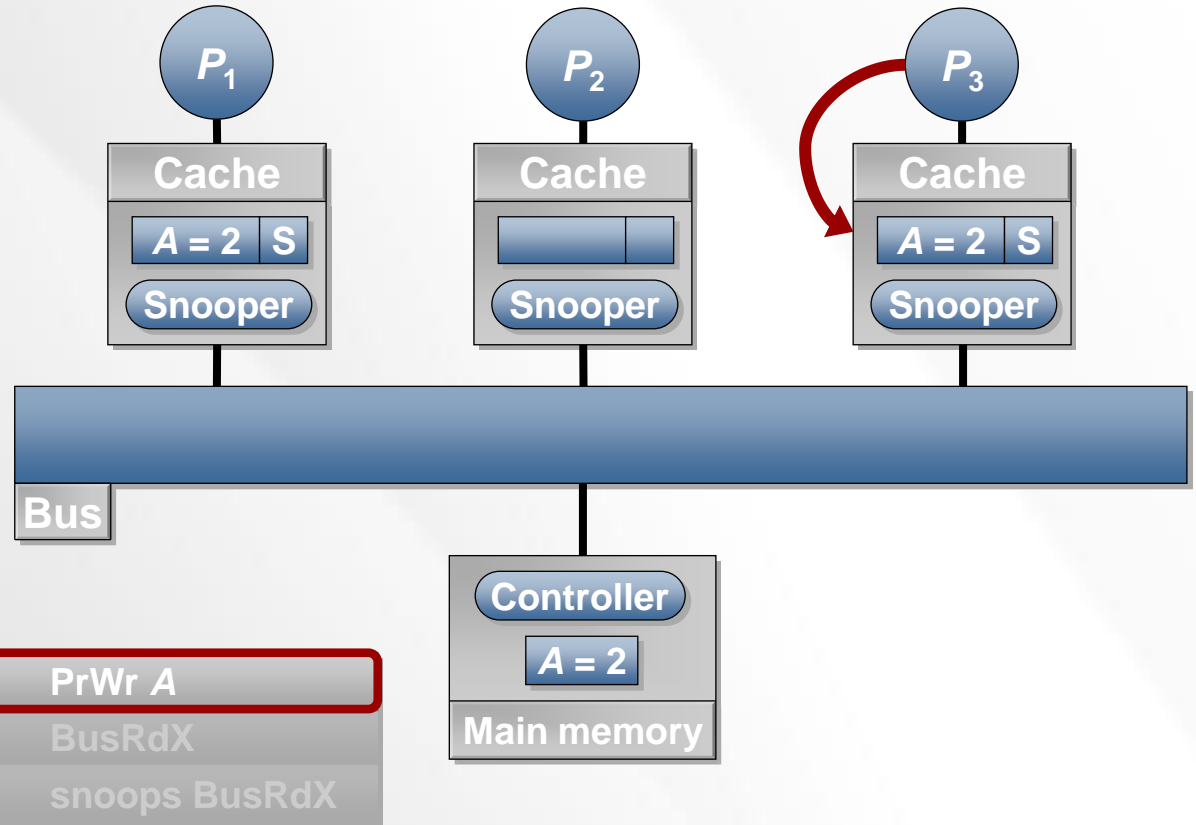 P1 P2 P3
Cache Cache Cache
A = 2 S A = 2 S
Snooper Snooper Snooper
Bus
Controller
A = 2
Main memory
PrWr A
BusRdX
snoops BusRdX